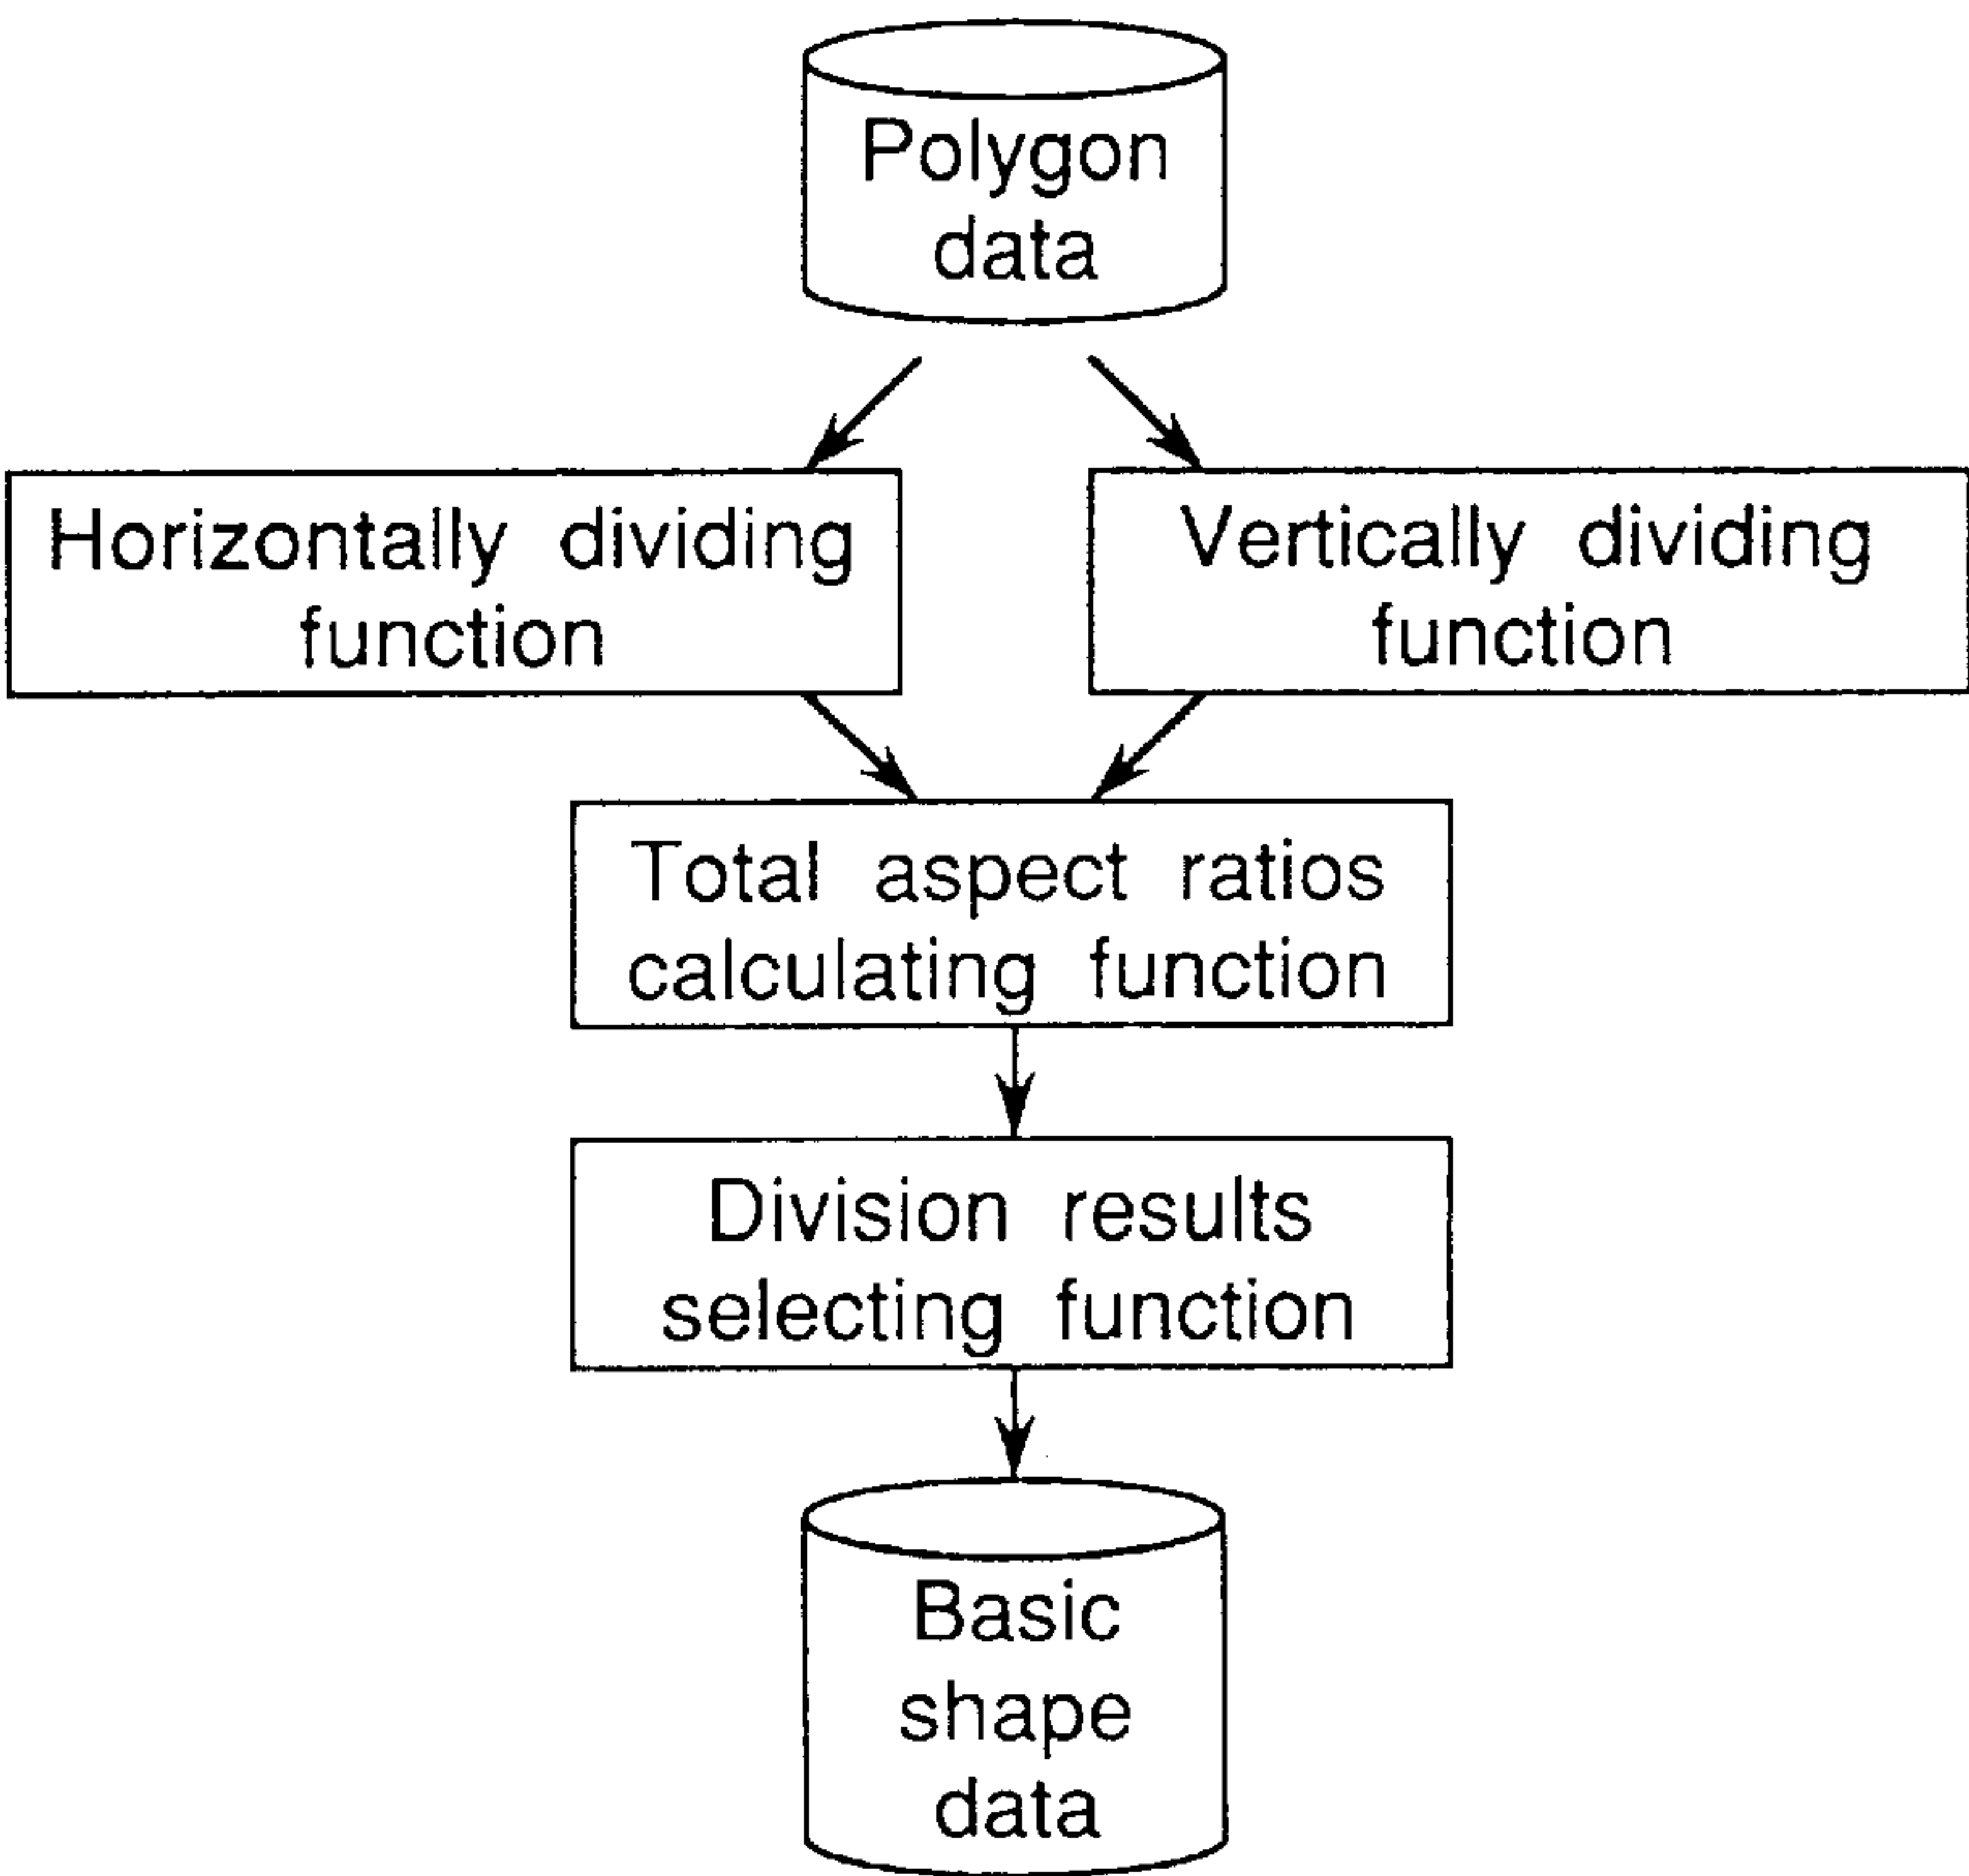 Polygon
data
Horizontally dividing
function
Vertically dividing
function
Total aspect ratios
calculating function
Division results
selecting function
Basic
shape
data